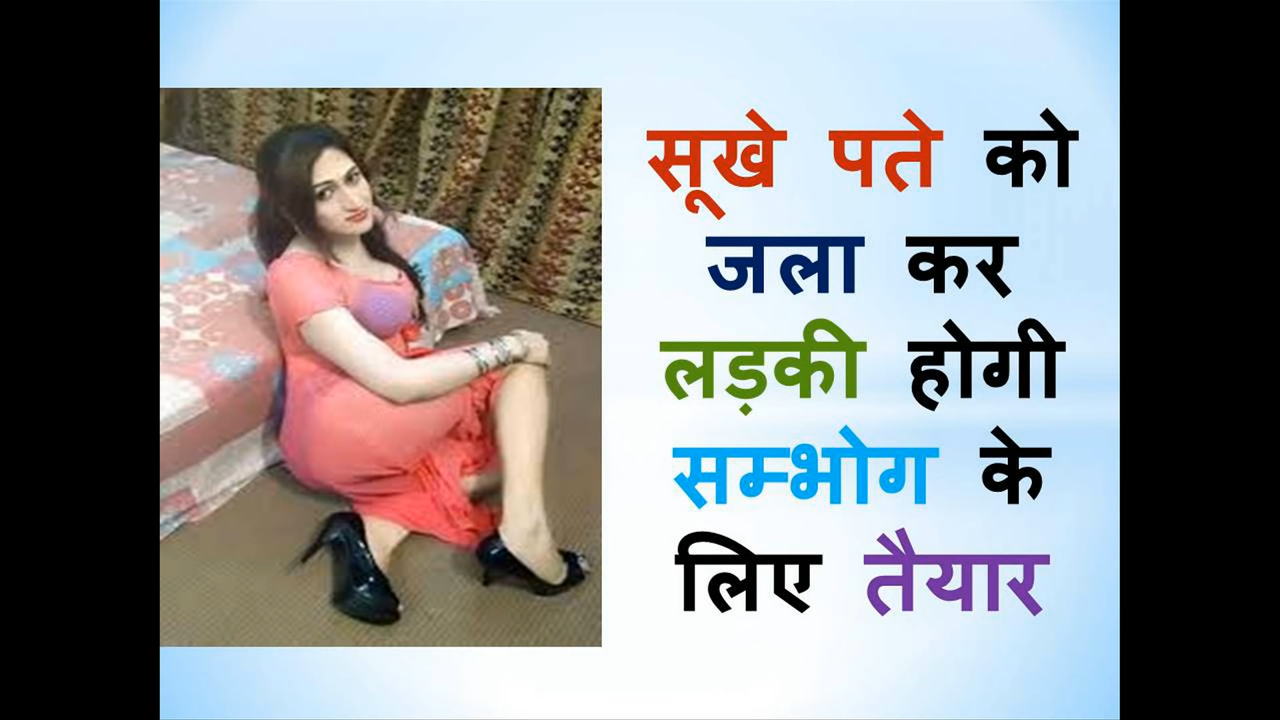 सूखे पते को
जला कर
लड़की होगी
सम्भोग के
लिए तैयार